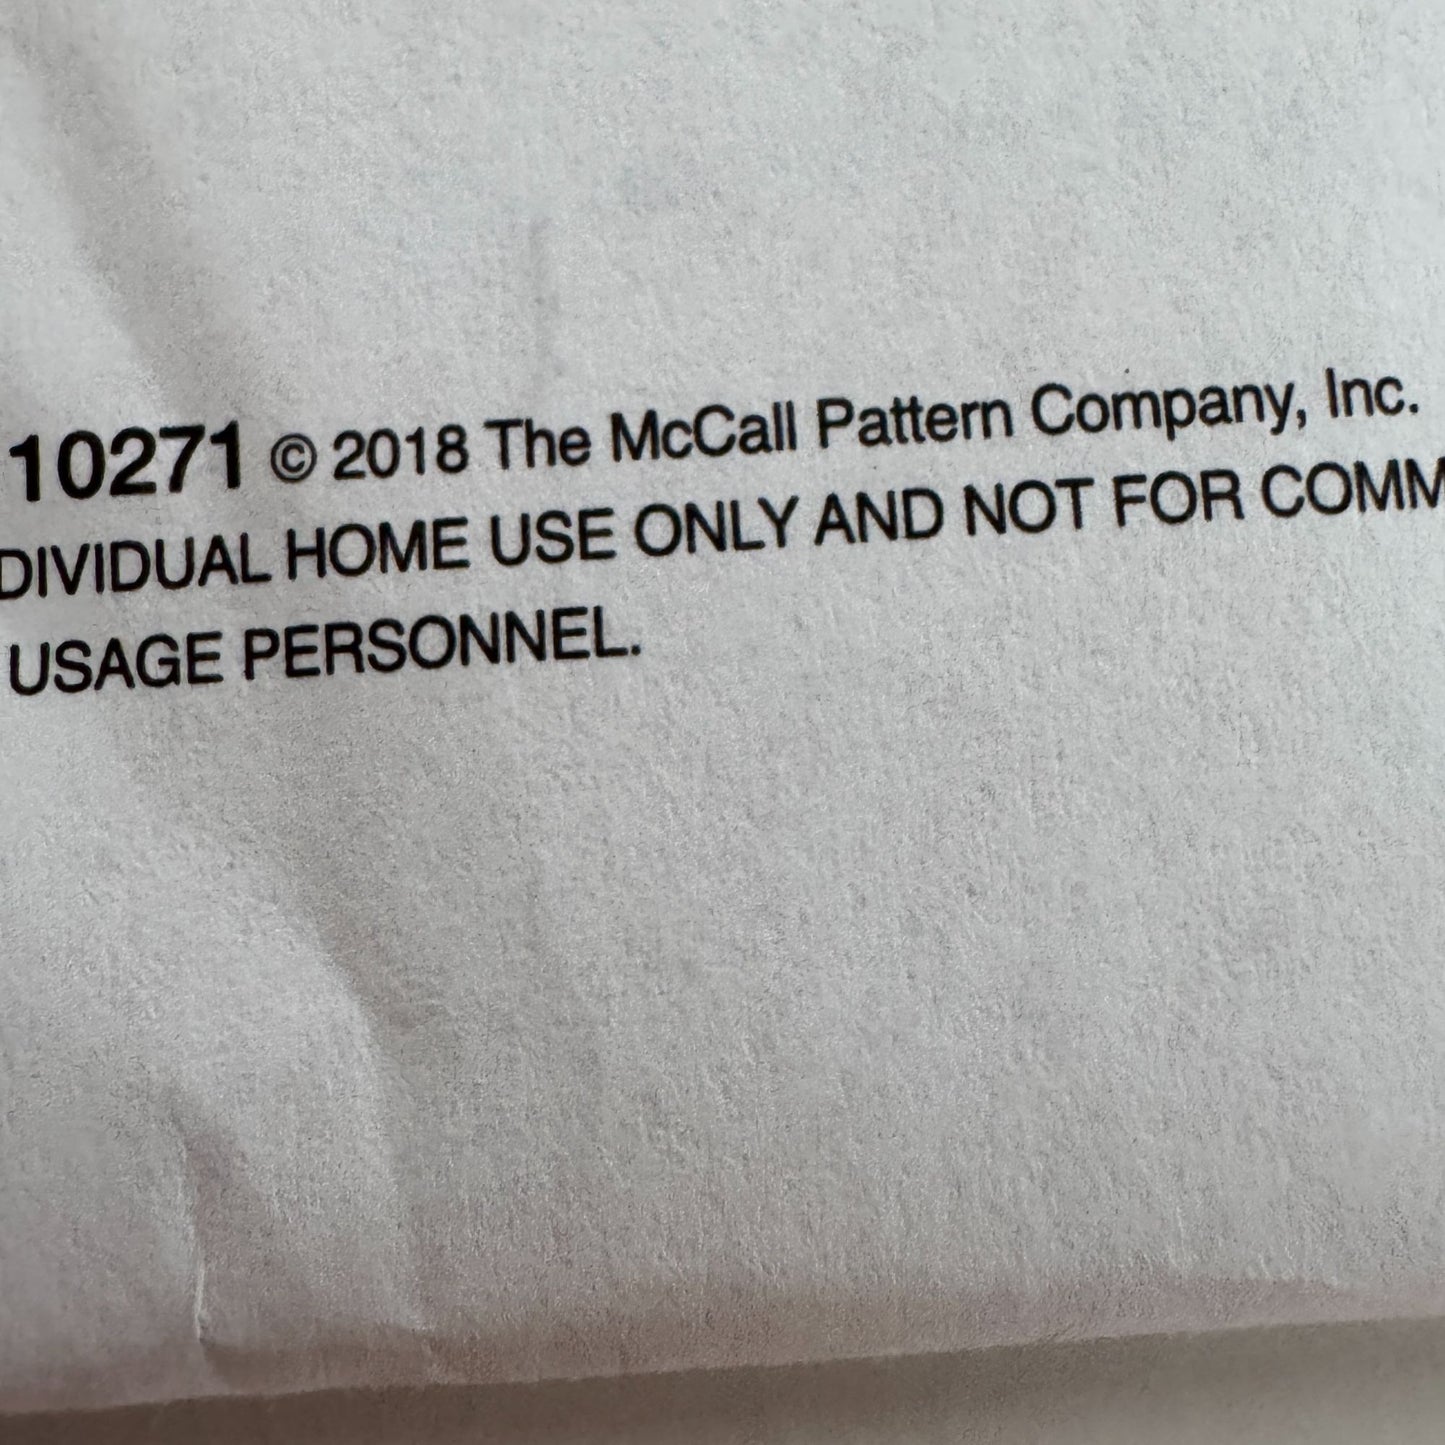 10271 © 2018 The McCall Pattern Company, Inc.
DIVIDUAL HOME USE ONLY AND NOT FOR COMM
USAGE PERSONNEL.